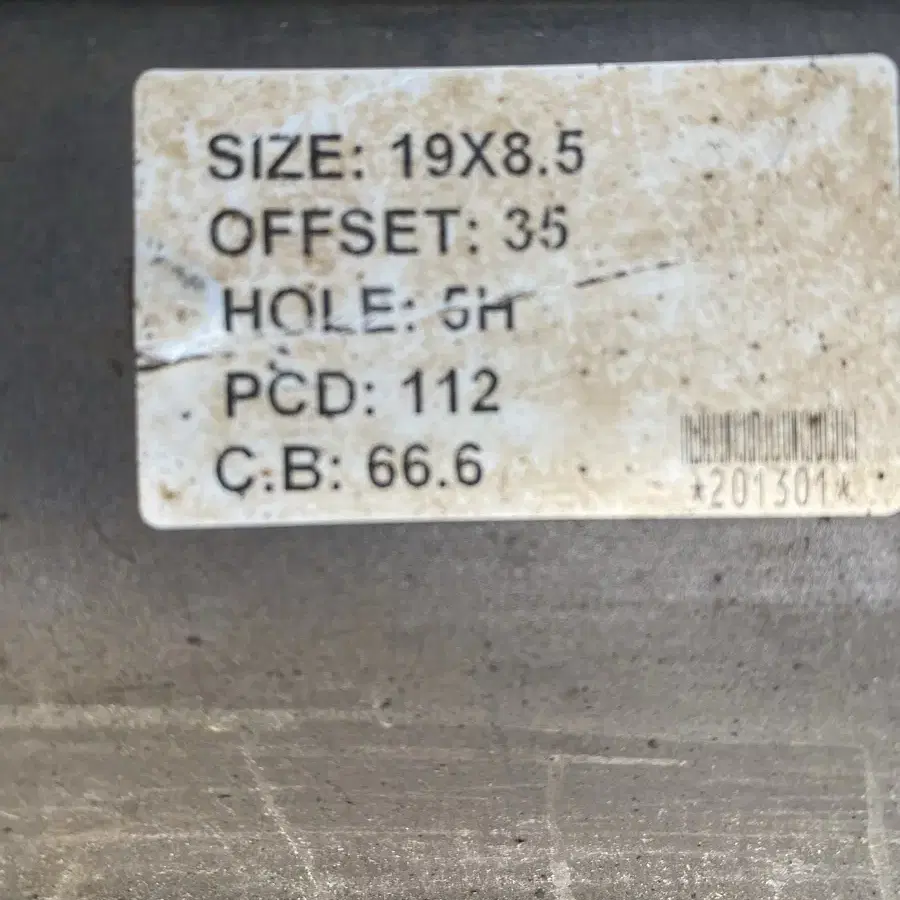 SIZE: 19X8.5
OFFSET: 35
HOLE: 5H
PCD: 112
C.B: 66.6
*201301*